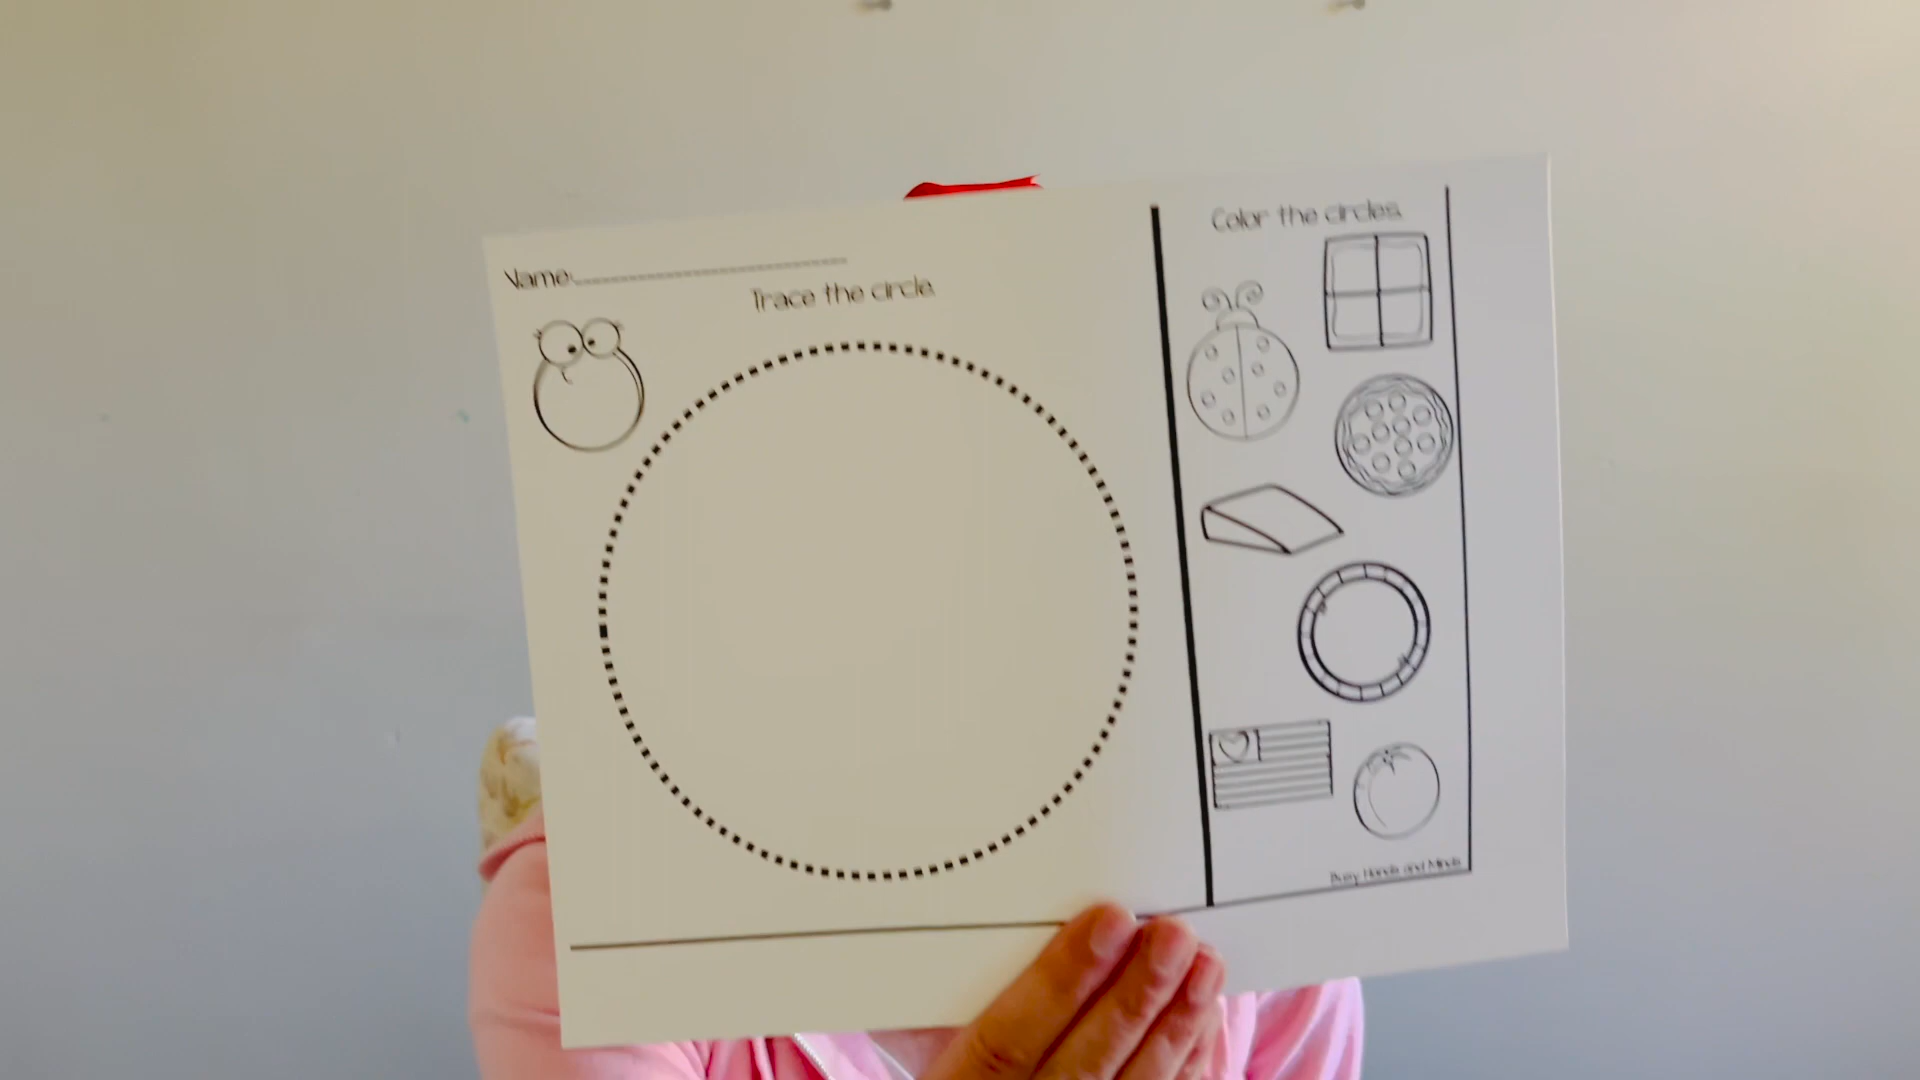 Name:
Trace the circle.
Color the circles.
Busy Hands and Minds